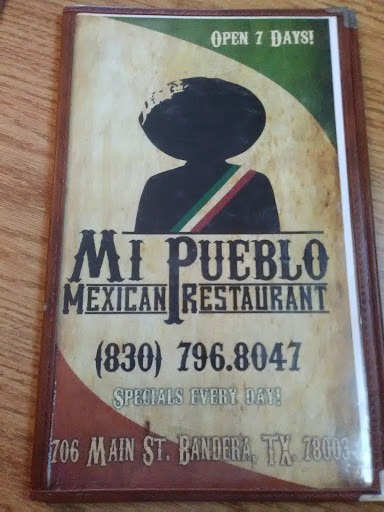 Open 7 Days!
Mi Pueblo
Mexican Restaurant
(830) 796.8047
Specials every day!
706 Main St. Bandera, TX. 78003